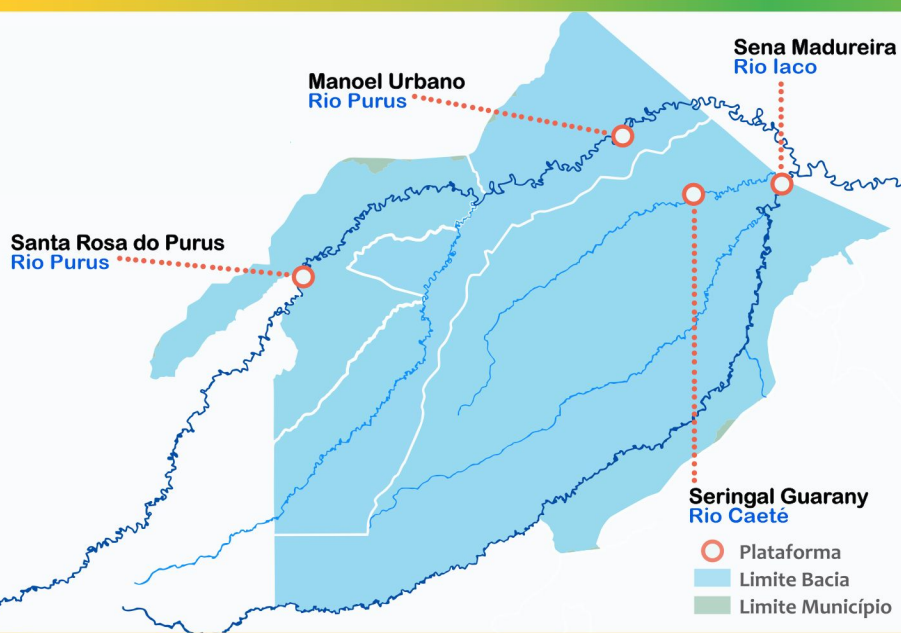 Sena Madureira
Rio Iaco
Manoel Urbano
Rio Purus
Santa Rosa do Purus
Rio Purus
Seringal Guarany
Rio Caeté
Plataforma
Limite Bacia
Limite Município